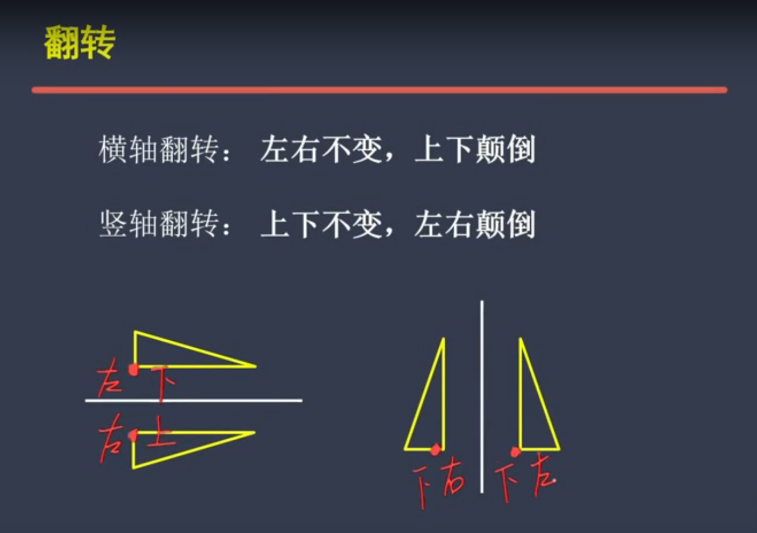 翻转
横轴翻转： 左右不变，上下颠倒
竖轴翻转： 上下不变，左右颠倒
左 下
右 上
下右 下左